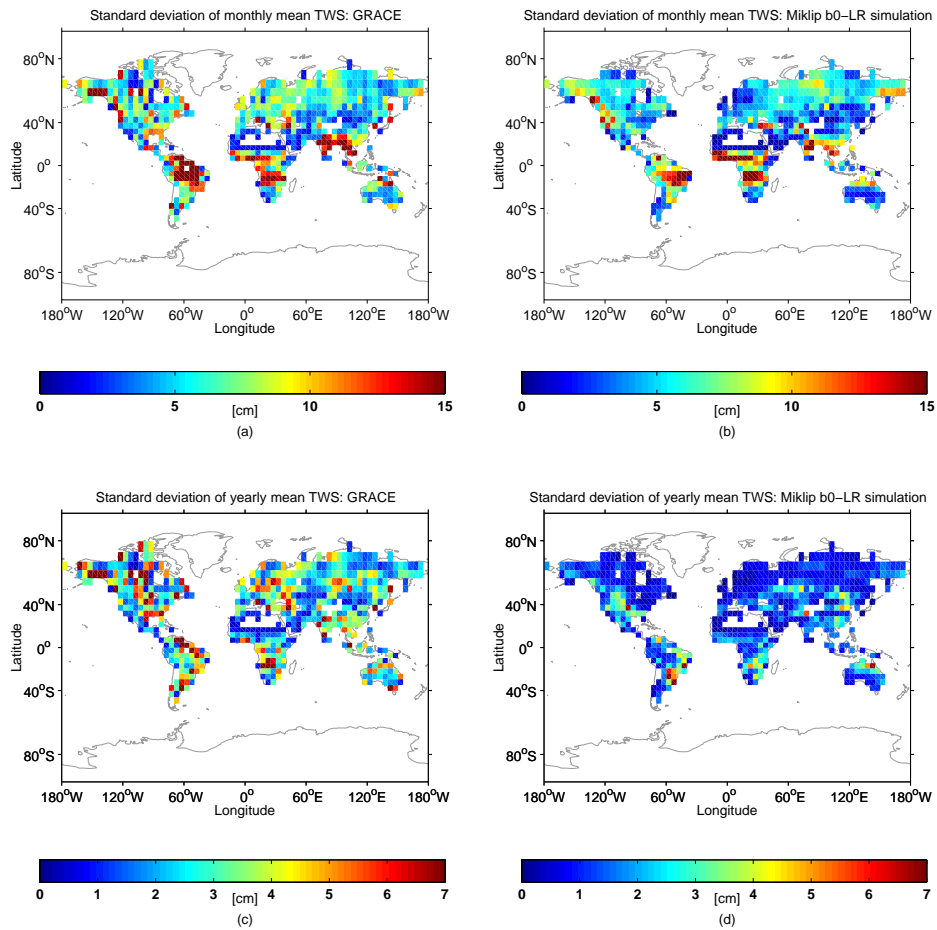 Standard deviation of monthly mean TWS: GRACE
80°N
40°N
0°
40°S
80°S
Latitude
180°W 120°W 60°W 0° 60°E 120°E 180°W
Longitude
0 5 10 15
[cm]
(a)
Standard deviation of monthly mean TWS: Miklip b0−LR simulation
80°N
40°N
0°
40°S
80°S
Latitude
180°W 120°W 60°W 0° 60°E 120°E 180°W
Longitude
0 5 10 15
[cm]
(b)
Standard deviation of yearly mean TWS: GRACE
80°N
40°N
0°
40°S
80°S
Latitude
180°W 120°W 60°W 0° 60°E 120°E 180°W
Longitude
0 1 2 3 4 5 6 7
[cm]
(c)
Standard deviation of yearly mean TWS: Miklip b0−LR simulation
80°N
40°N
0°
40°S
80°S
Latitude
180°W 120°W 60°W 0° 60°E 120°E 180°W
Longitude
0 1 2 3 4 5 6 7
[cm]
(d)